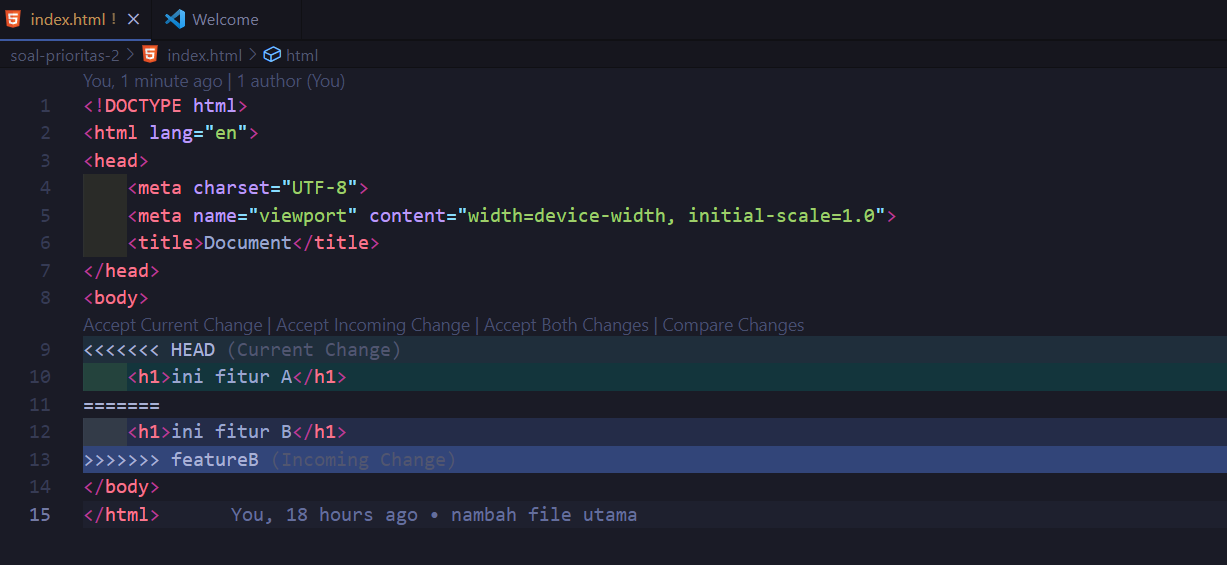 index.html ! × Welcome
soal-prioritas-2 > index.html > html
You, 1 minute ago | 1 author (You)
1 <!DOCTYPE html>
2 <html lang="en">
3 <head>
4 <meta charset="UTF-8">
5 <meta name="viewport" content="width=device-width, initial-scale=1.0">
6 <title>Document</title>
7 </head>
8 <body>
Accept Current Change | Accept Incoming Change | Accept Both Changes | Compare Changes
9 <<<<<<< HEAD (Current Change)
10 <h1>ini fitur A</h1>
11 =======
12 <h1>ini fitur B</h1>
13 >>>>>>> featureB (Incoming Change)
14 </body>
15 </html> You, 18 hours ago • nambah file utama